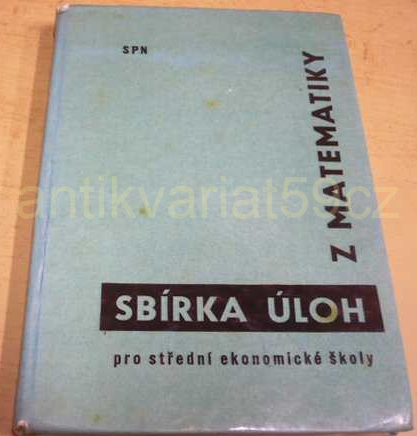 SPN
Z MATEMATIKY
antikvariat59.cz
SBÍRKA ÚLOH
pro střední ekonomické školy